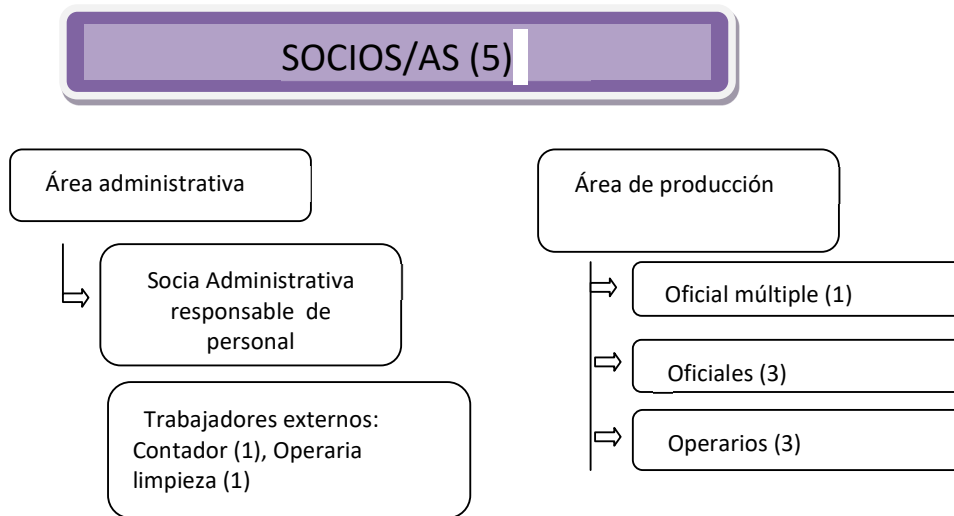 SOCIOS/AS (5)
Área administrativa
Socia Administrativa
responsable de
personal
Trabajadores externos:
Contador (1), Operaria
limpieza (1)
Área de producción
Oficial múltiple (1)
Oficiales (3)
Operarios (3)